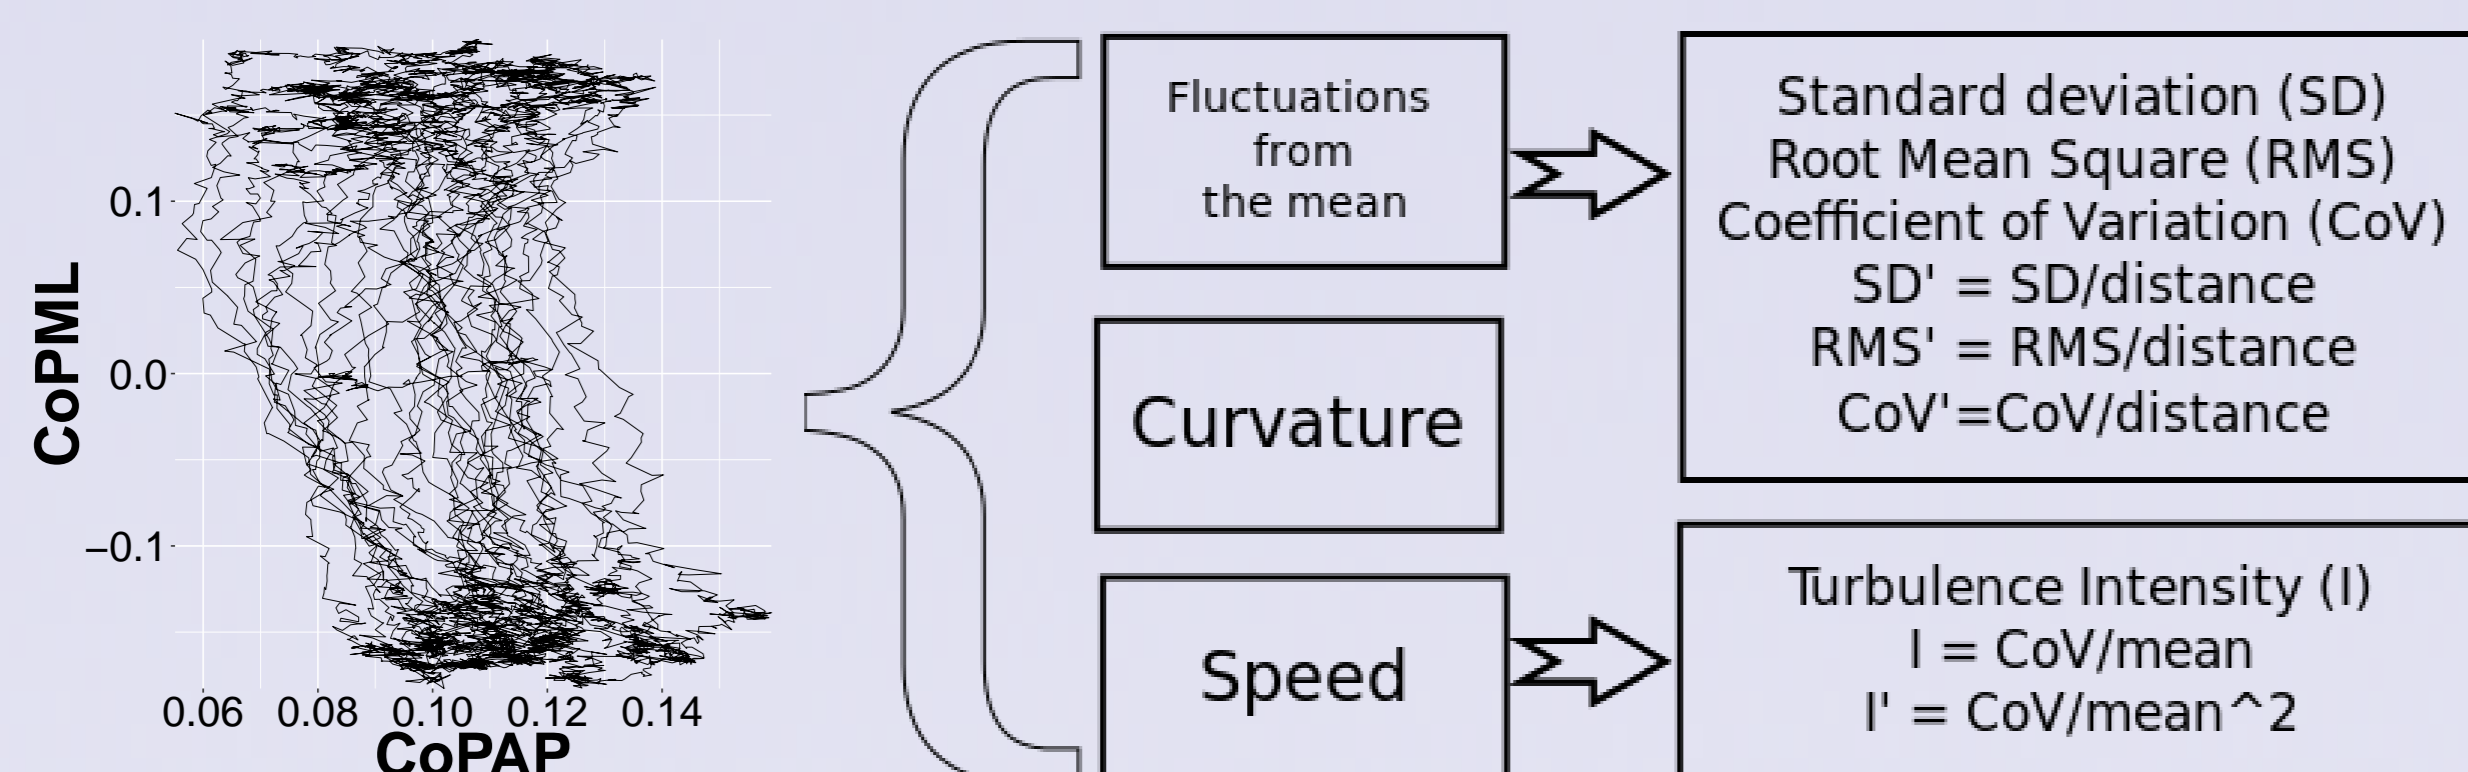 CoPML
0.1
0.0
−0.1
0.06 0.08 0.10 0.12 0.14
CoPAP
Fluctuations
from
the mean
Curvature
Speed
Standard deviation (SD)
Root Mean Square (RMS)
Coefficient of Variation (CoV)
SD' = SD/distance
RMS' = RMS/distance
CoV'=CoV/distance
Turbulence Intensity (I)
I = CoV/mean
I' = CoV/mean^2